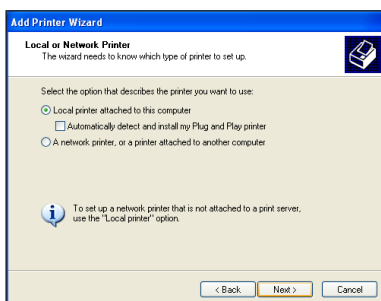 Add Printer Wizard
Local or Network Printer
The wizard needs to know which type of printer to set up.
Select the option that describes the printer you want to use:
Local printer attached to this computer
Automatically detect and install my Plug and Play printer
A network printer, or a printer attached to another computer
To set up a network printer that is not attached to a print server,
use the "Local printer" option.
< Back
Next >
Cancel